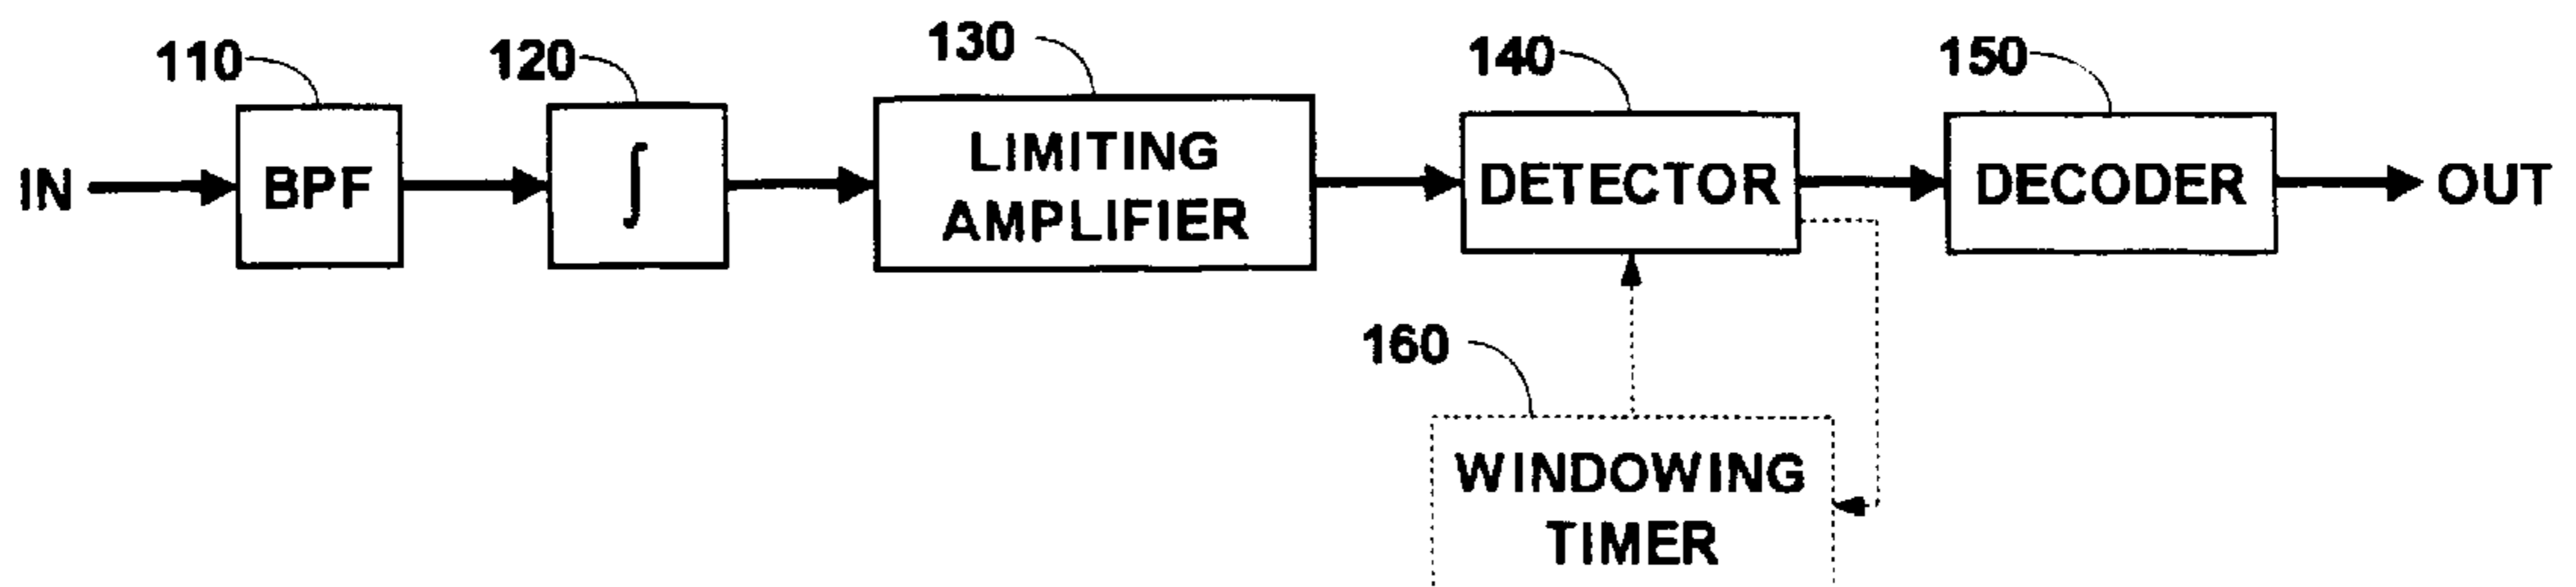 110
120
130
140
150
IN
BPF
∫
LIMITING
AMPLIFIER
DETECTOR
DECODER
OUT
160
WINDOWING
TIMER